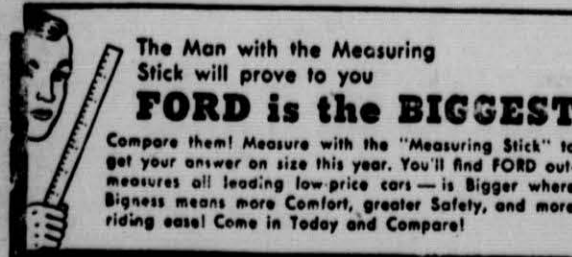 The Man with the Measuring
Stick will prove to you
FORD is the BIGGEST
Compare them! Measure with the "Measuring Stick" to
get your answer on size this year. You'll find FORD out-
measures all leading low-price cars — is Bigger where
Bigness means more Comfort, greater Safety, and more
riding ease! Come in Today and Compare!